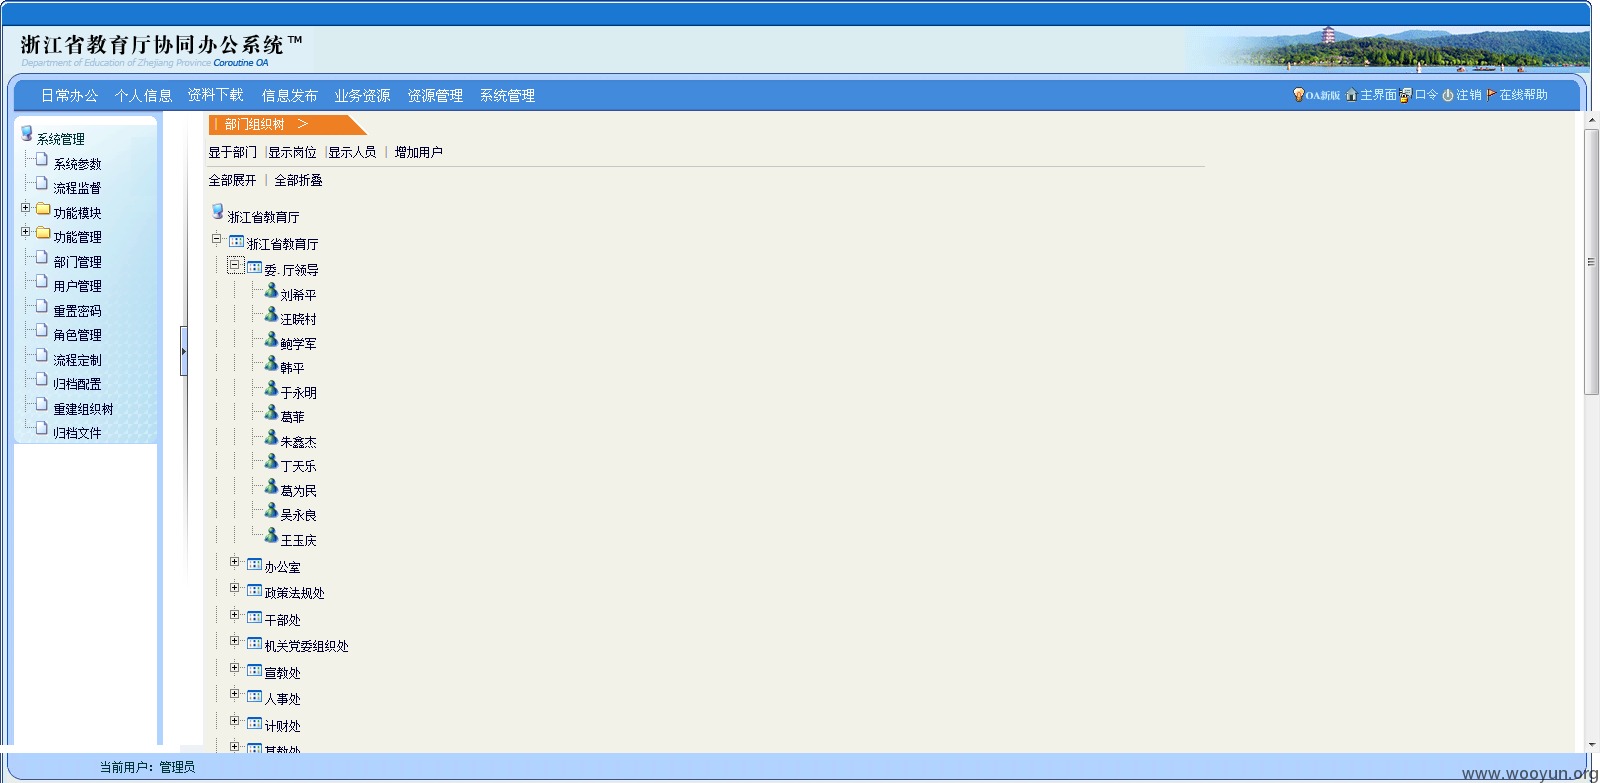 浙江省教育厅协同办公系统™
Department of Education of Zhejiang Province Coroutine OA
日常办公 个人信息 资料下载 信息发布 业务资源 资源管理 系统管理
OA新版 主界面 口令 注销 在线帮助
系统管理
系统参数
流程监督
功能模块
功能管理
部门管理
用户管理
重置密码
角色管理
流程定制
归档配置
重建组织树
归档文件
| 部门组织树 >
显于部门 |显示岗位 |显示人员 | 增加用户
全部展开 | 全部折叠
浙江省教育厅
浙江省教育厅
委.厅领导
刘希平
汪晓村
鲍学军
韩平
于永明
葛菲
朱鑫杰
丁天乐
葛为民
吴永良
王玉庆
办公室
政策法规处
干部处
机关党委组织处
宣教处
人事处
计财处
基教处
当前用户：管理员
www.wooyun.org